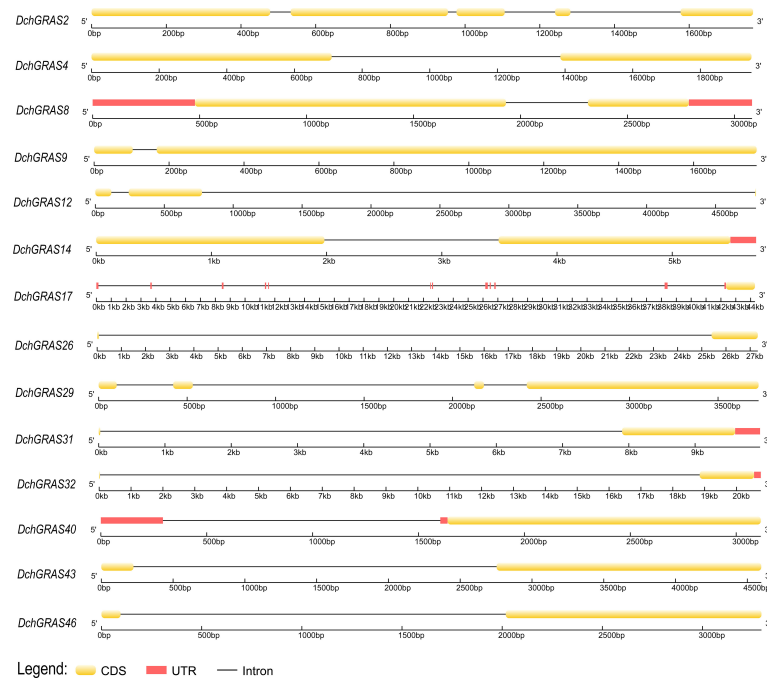 DchGRAS2 5' 3'
0bp 200bp 400bp 600bp 800bp 1000bp 1200bp 1400bp 1600bp
DchGRAS4 5' 3'
0bp 200bp 400bp 600bp 800bp 1000bp 1200bp 1400bp 1600bp 1800bp
DchGRAS8 5' 3'
0bp 500bp 1000bp 1500bp 2000bp 2500bp 3000bp
DchGRAS9 5' 3'
0bp 200bp 400bp 600bp 800bp 1000bp 1200bp 1400bp 1600bp
DchGRAS12 5' 3'
0bp 500bp 1000bp 1500bp 2000bp 2500bp 3000bp 3500bp 4000bp 4500bp
DchGRAS14 5' 3'
0kb 1kb 2kb 3kb 4kb 5kb
DchGRAS17 5' 3'
0kb 1kb 2kb 3kb 4kb 5kb 6kb 7kb 8kb 9kb 10kb 11kb 12kb 13kb 14kb 15kb 16kb 17kb 18kb 19kb 20kb 21kb 22kb 23kb 24kb 25kb 26kb 27kb 28kb 29kb 30kb 31kb 32kb 33kb 34kb 35kb 36kb 37kb 38kb 39kb 40kb 41kb 42kb 43kb 44kb
DchGRAS26 5' 3'
0kb 1kb 2kb 3kb 4kb 5kb 6kb 7kb 8kb 9kb 10kb 11kb 12kb 13kb 14kb 15kb 16kb 17kb 18kb 19kb 20kb 21kb 22kb 23kb 24kb 25kb 26kb 27kb
DchGRAS29 5' 3
0bp 500bp 1000bp 1500bp 2000bp 2500bp 3000bp 3500bp
DchGRAS31 5' 3
0kb 1kb 2kb 3kb 4kb 5kb 6kb 7kb 8kb 9kb
DchGRAS32 5' 3
0kb 1kb 2kb 3kb 4kb 5kb 6kb 7kb 8kb 9kb 10kb 11kb 12kb 13kb 14kb 15kb 16kb 17kb 18kb 19kb 20kb
DchGRAS40 5' 3
0bp 500bp 1000bp 1500bp 2000bp 2500bp 3000bp
DchGRAS43 5' 3
0bp 500bp 1000bp 1500bp 2000bp 2500bp 3000bp 3500bp 4000bp 4500bp
DchGRAS46 5' 3
0bp 500bp 1000bp 1500bp 2000bp 2500bp 3000bp
Legend: CDS UTR Intron